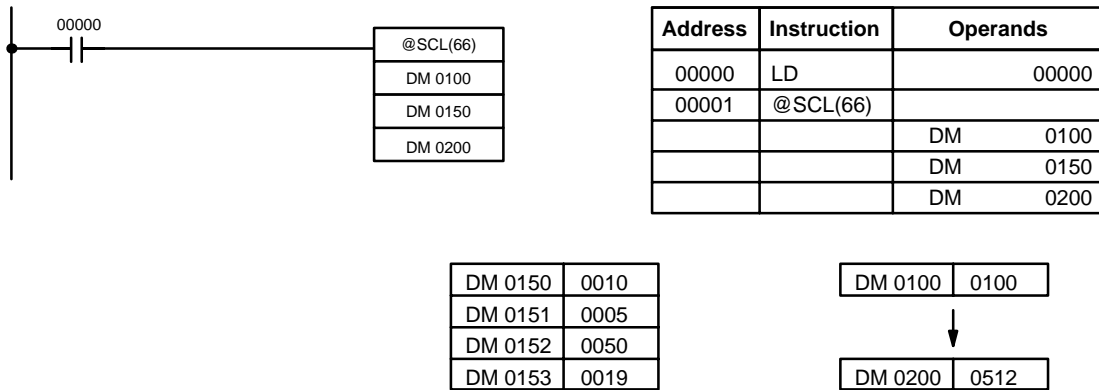 00000
@SCL(66)
DM 0100
DM 0150
DM 0200
Address Instruction Operands
00000 LD 00000
00001 @SCL(66)
DM 0100
DM 0150
DM 0200
DM 0150 0010
DM 0151 0005
DM 0152 0050
DM 0153 0019
DM 0100 0100
DM 0200 0512